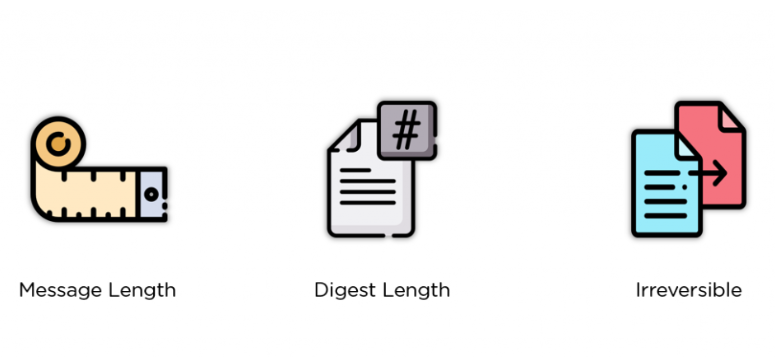 #
Message Length
Digest Length
Irreversible